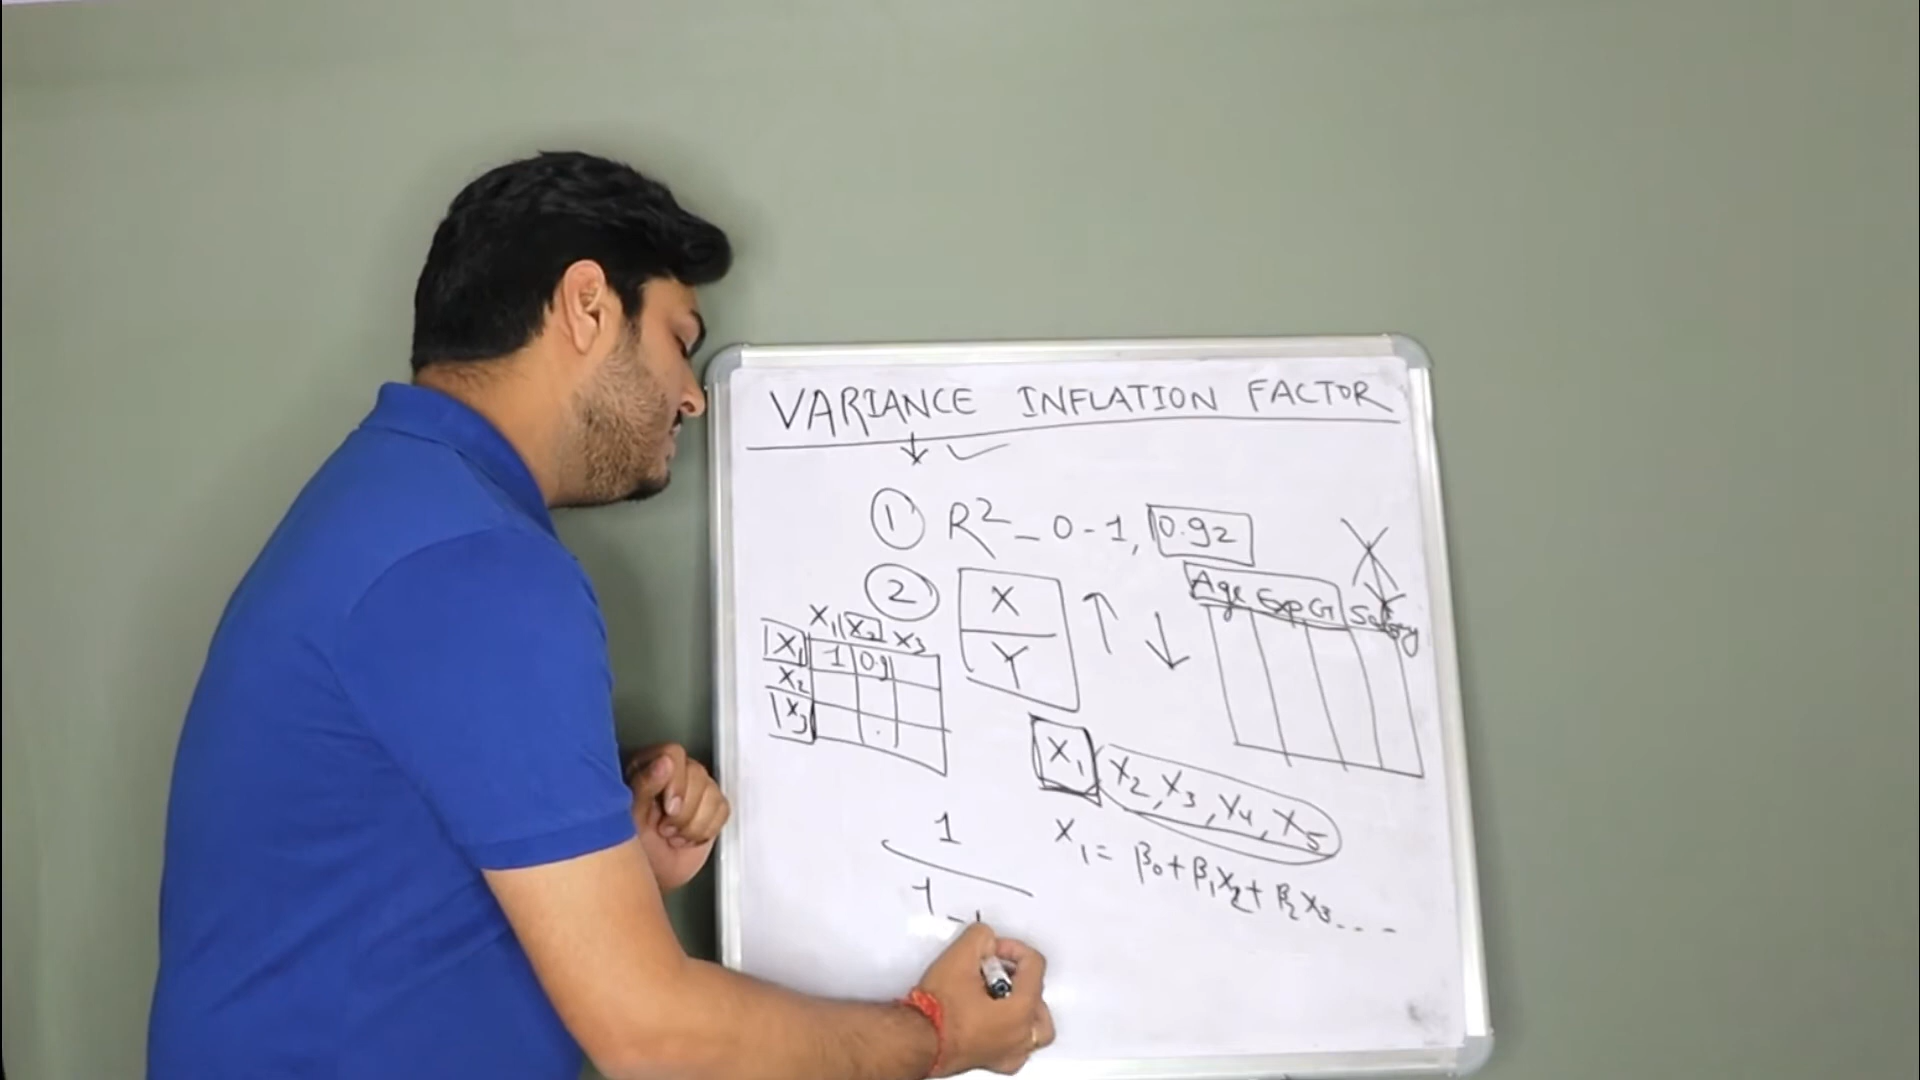 VARIANCE INFLATION FACTOR
① R² - 0-1, 0.92
②
X
Y
Age Exp G Salary
X₁ X₂ X₃
X₁ 1 0.9
X₂
X₃
X₁ X₂, X₃, X₄, X₅
X₁ = β₀ + β₁X₂ + β₂X₃ . . . -
1
1 -